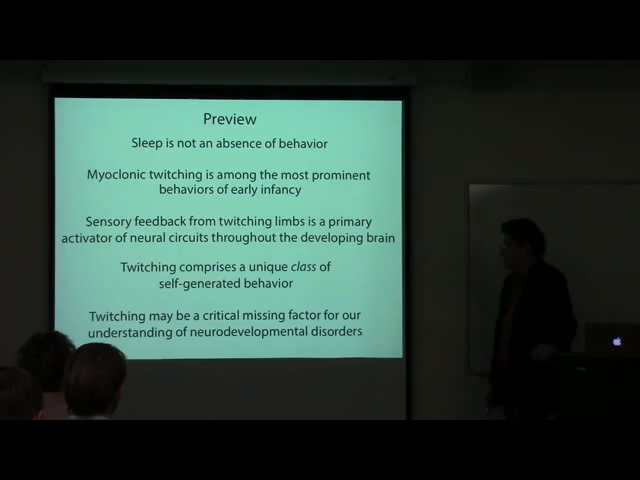 Preview
Sleep is not an absence of behavior
Myoclonic twitching is among the most prominent
behaviors of early infancy
Sensory feedback from twitching limbs is a primary
activator of neural circuits throughout the developing brain
Twitching comprises a unique class of
self-generated behavior
Twitching may be a critical missing factor for our
understanding of neurodevelopmental disorders